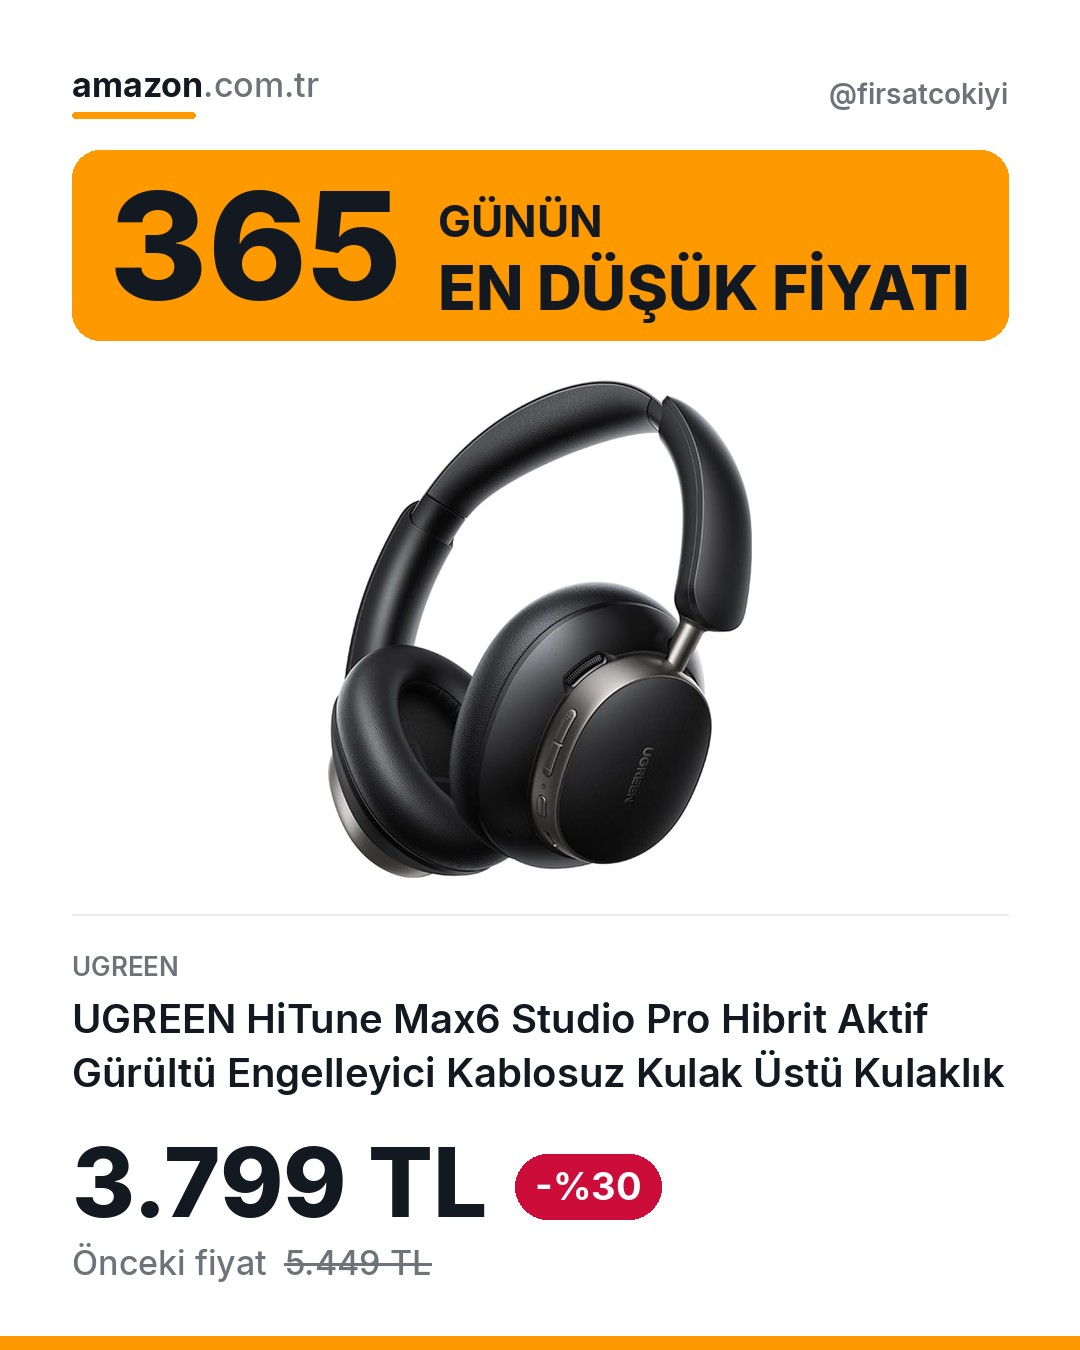 amazon.com.tr
@firsatcokiyi
365
GÜNÜN
EN DÜŞÜK FİYATI
UGREEN
UGREEN
UGREEN HiTune Max6 Studio Pro Hibrit Aktif
Gürültü Engelleyici Kablosuz Kulak Üstü Kulaklık
3.799 TL
-%30
Önceki fiyat 5.449 TL